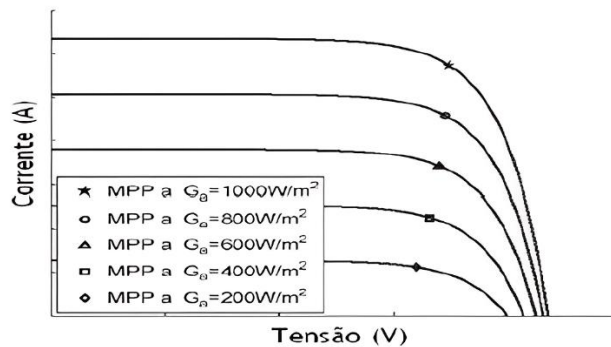 Corrente (A)
MPP a Ga=1000W/m²
MPP a Ga=800W/m²
MPP a Ga=600W/m²
MPP a Ga=400W/m²
MPP a Ga=200W/m²
Tensão (V)